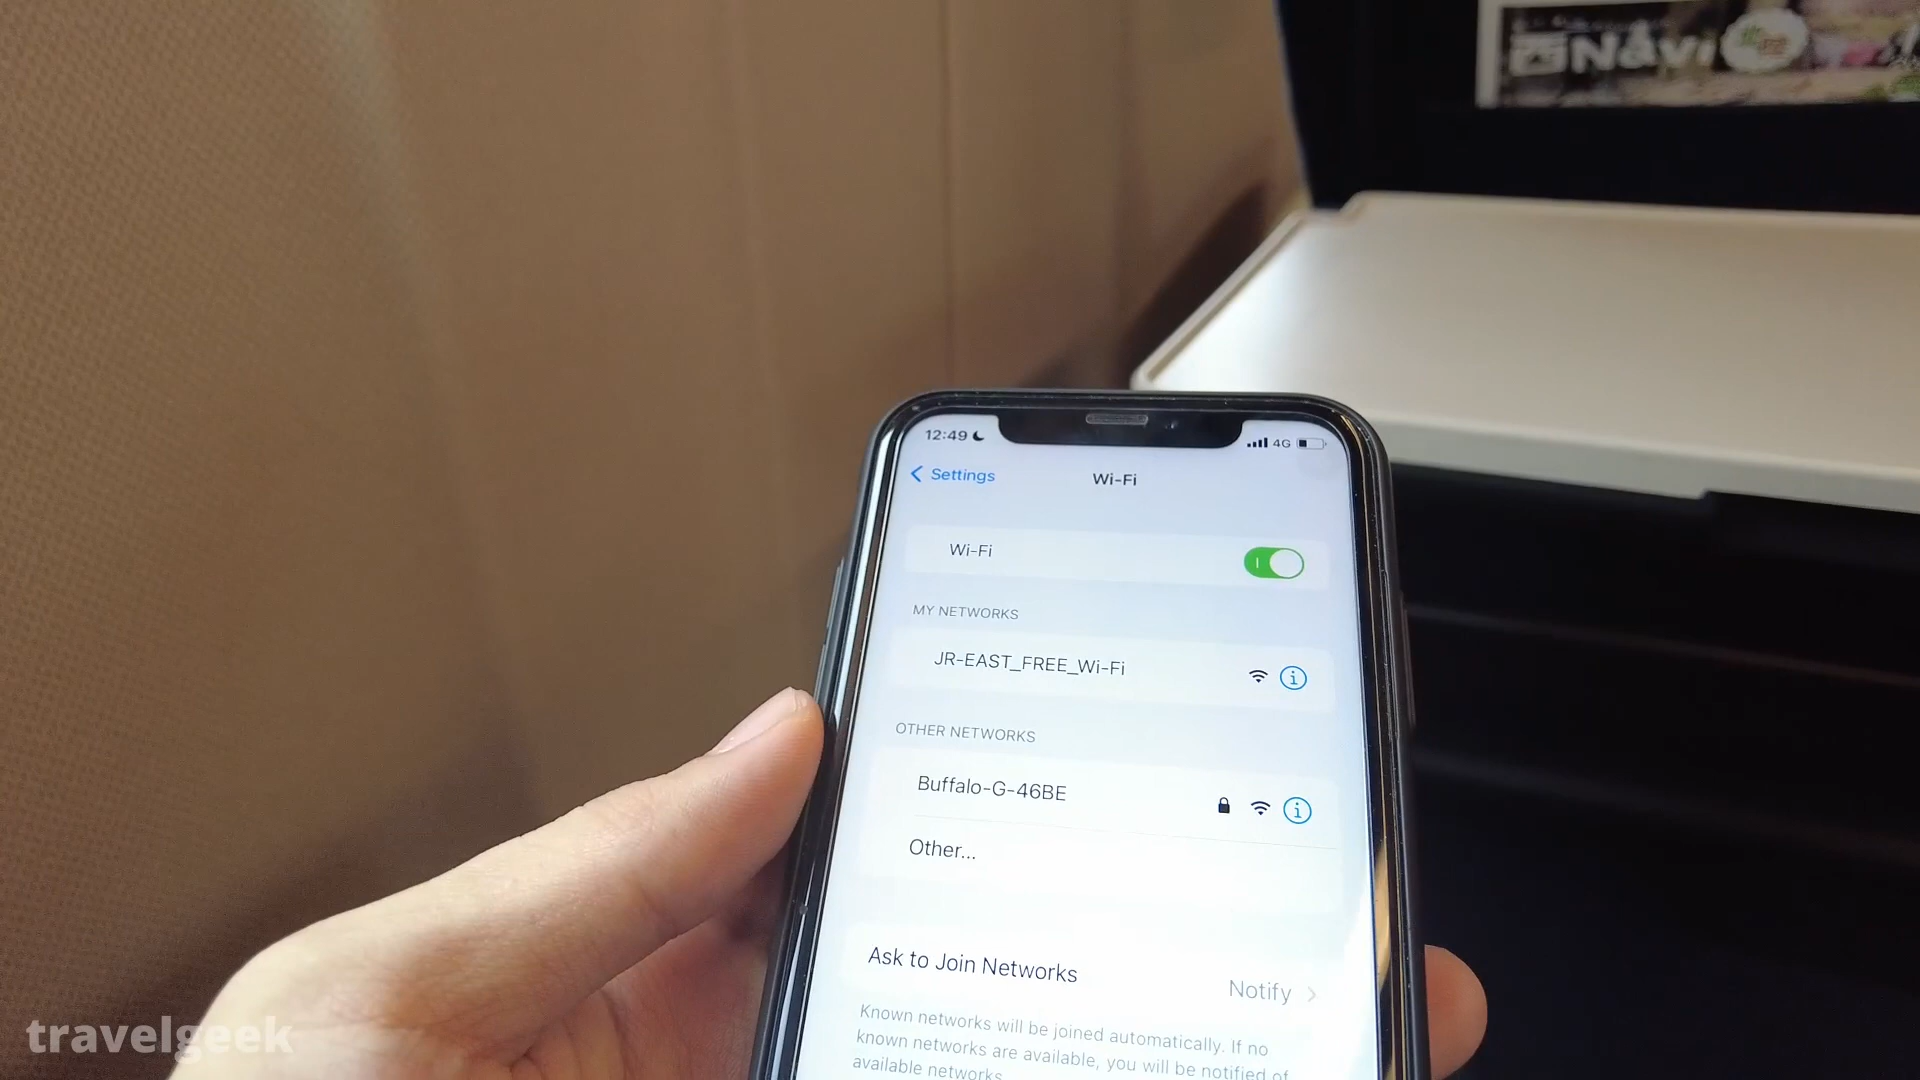 Navi
12:49
4G
Settings
Wi-Fi
Wi-Fi
MY NETWORKS
JR-EAST_FREE_Wi-Fi
OTHER NETWORKS
Buffalo-G-46BE
Other...
Ask to Join Networks
Notify
Known networks will be joined automatically. If no
known networks are available, you will be notified of
available networks.
travelgeek